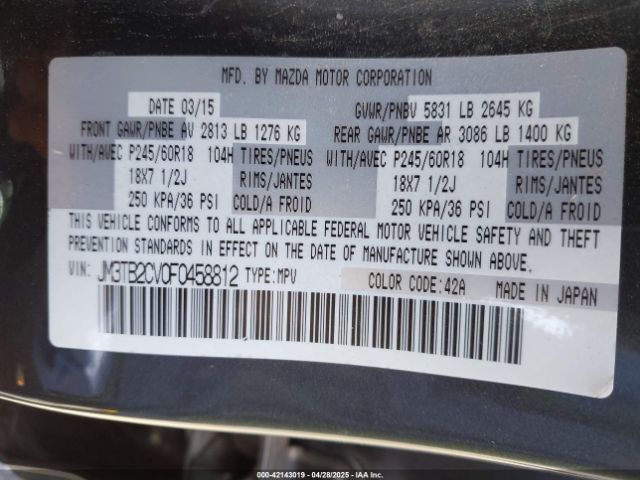 MFD. BY MAZDA MOTOR CORPORATION
DATE 03/15 GVWR/PNBV 5831 LB 2645 KG
FRONT GAWR/PNBE AV 2813 LB 1276 KG REAR GAWR/PNBE AR 3086 LB 1400 KG
WITH/AVEC P245/60R18 104H TIRES/PNEUS WITH/AVEC P245/60R18 104H TIRES/PNEUS
18X7 1/2J RIMS/JANTES 18X7 1/2J RIMS/JANTES
250 KPA/36 PSI COLD/A FROID 250 KPA/36 PSI COLD/A FROID
THIS VEHICLE CONFORMS TO ALL APPLICABLE FEDERAL MOTOR VEHICLE SAFETY AND THEFT
PREVENTION STANDARDS IN EFFECT ON THE DATE OF MANUFACTURE SHOWN ABOVE.
VIN: JM3TB2CV0F0458812 TYPE:MPV COLOR CODE:42A MADE IN JAPAN
000-42143019 | 04/28/2025 - IAA Inc.